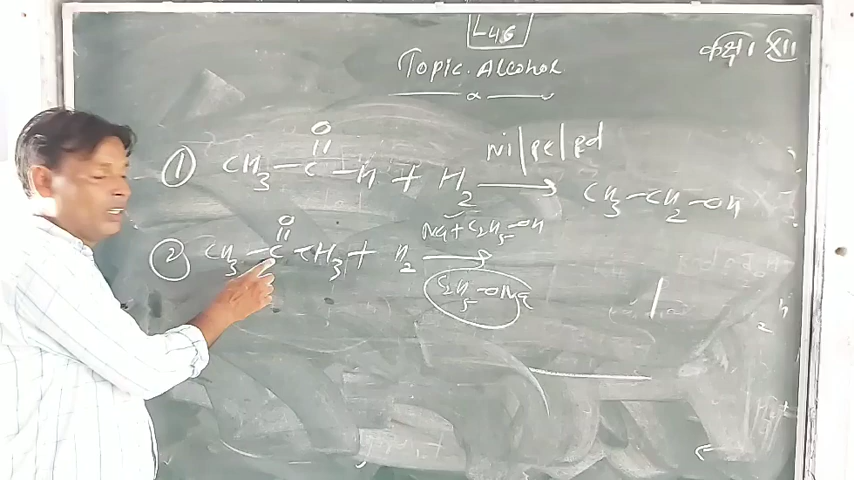 L46
कक्षा XII
Topic. Alcohol
O
① CH3 – C – H + H2 Ni|Pt|Pd → CH3 – CH2 – OH
O
② CH3 – C – CH3 + H2 Na + C2H5 – OH →
C2H5 – ONa